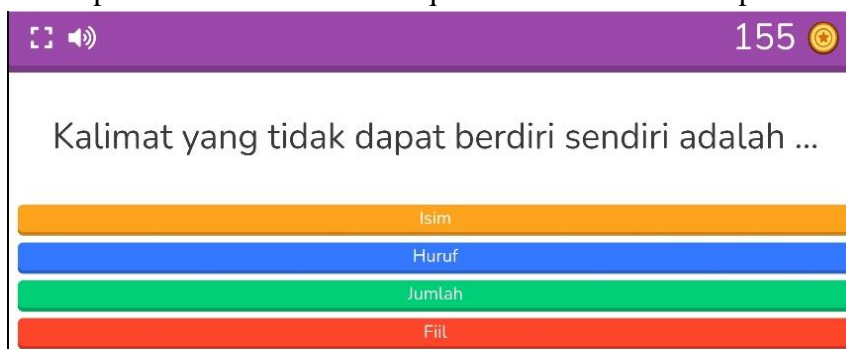 155
Kalimat yang tidak dapat berdiri sendiri adalah ...
Isim
Huruf
Jumlah
Fiil